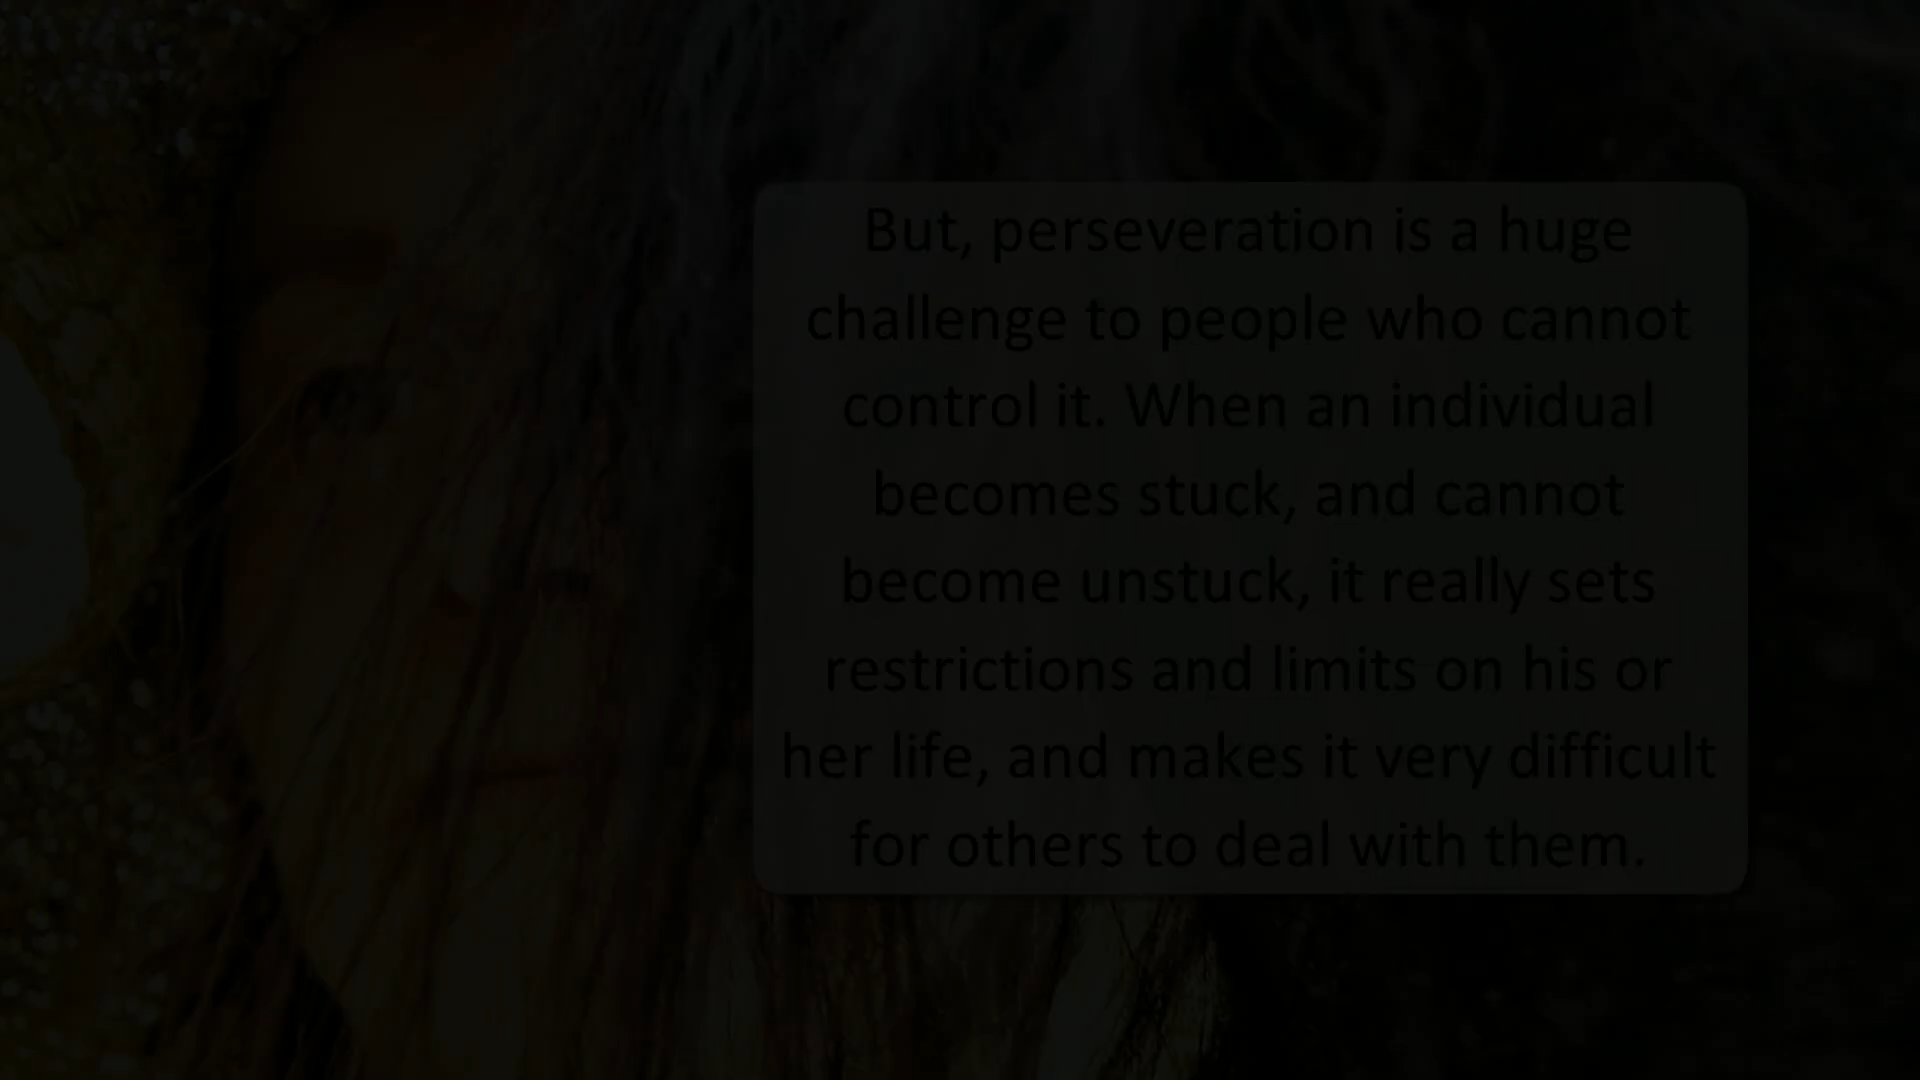 But, perseveration is a huge
challenge to people who cannot
control it. When an individual
becomes stuck, and cannot
become unstuck, it really sets
restrictions and limits on his or
her life, and makes it very difficult
for others to deal with them.